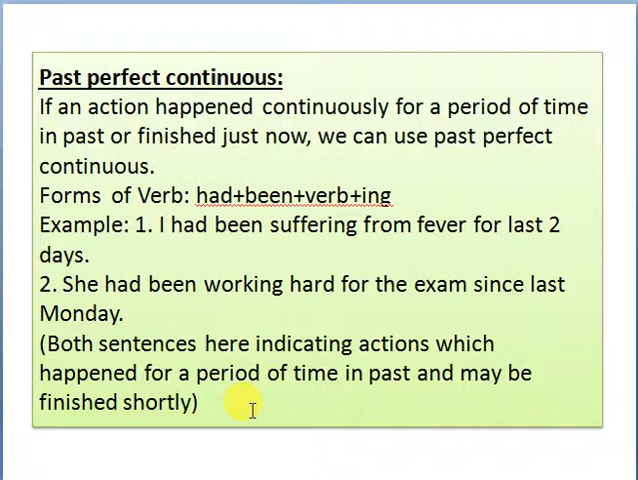 Past perfect continuous:
If an action happened continuously for a period of time
in past or finished just now, we can use past perfect
continuous.
Forms of Verb: had+been+verb+ing
Example: 1. I had been suffering from fever for last 2
days.
2. She had been working hard for the exam since last
Monday.
(Both sentences here indicating actions which
happened for a period of time in past and may be
finished shortly)